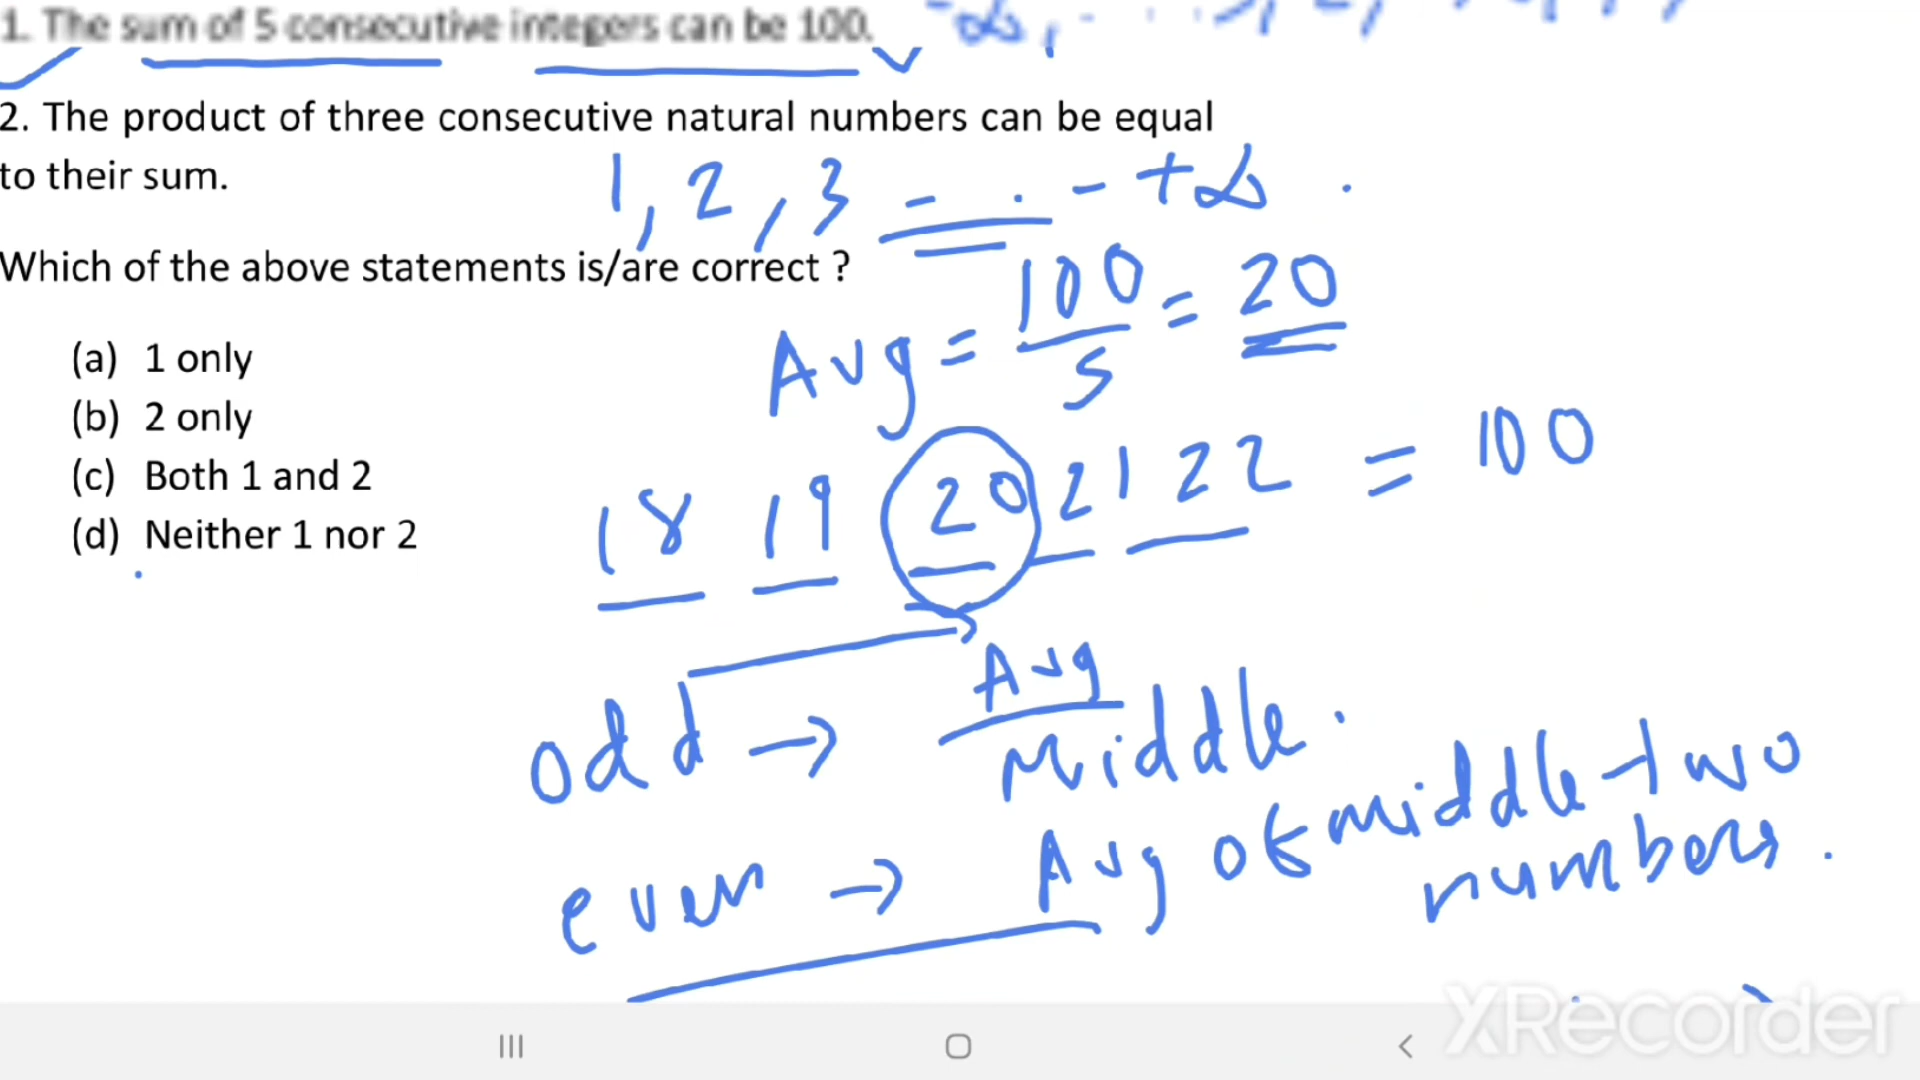 1. The sum of 5 consecutive integers can be 100.
2. The product of three consecutive natural numbers can be equal
to their sum.
1, 2, 3 - . - +∞ .
Which of the above statements is/are correct ?
Avg = 100/5 = 20
(a) 1 only
(b) 2 only
(c) Both 1 and 2
(d) Neither 1 nor 2
18 19 20 21 22 = 100
odd → Avg
Middle.
even → Avg of middle two
numbers.
XRecorder